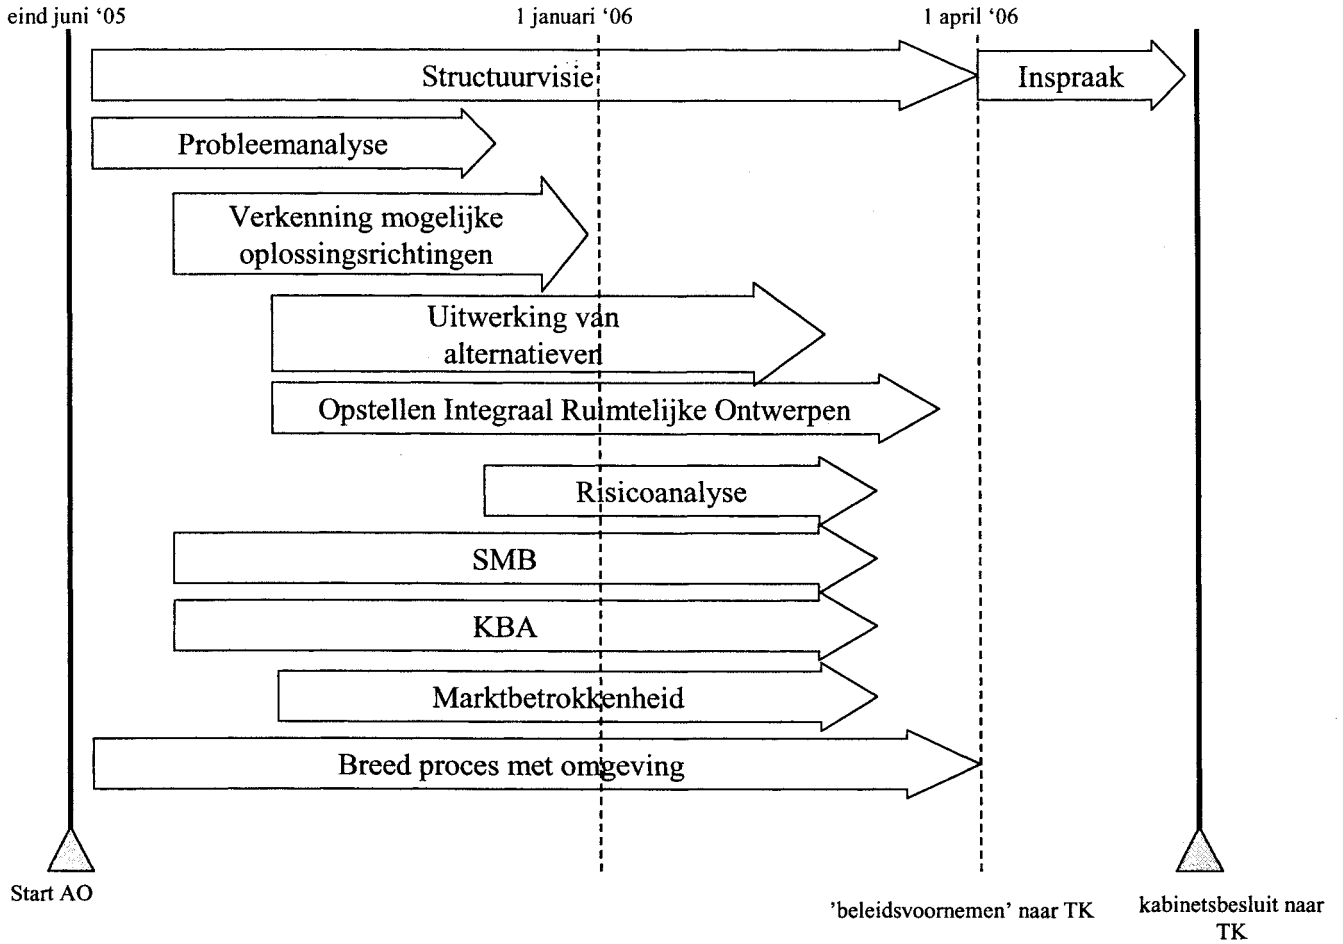 eind juni ‘05
1 januari ‘06
1 april ‘06
Structuurvisie
Inspraak
Probleemanalyse
Verkenning mogelijke
oplossingsrichtingen
Uitwerking van
alternatieven
Opstellen Integraal Ruimtelijke Ontwerpen
Risicoanalyse
SMB
KBA
Marktbetrokkenheid
Breed proces met omgeving
Start AO
’beleidsvoornemen’ naar TK
kabinetsbesluit naar
TK